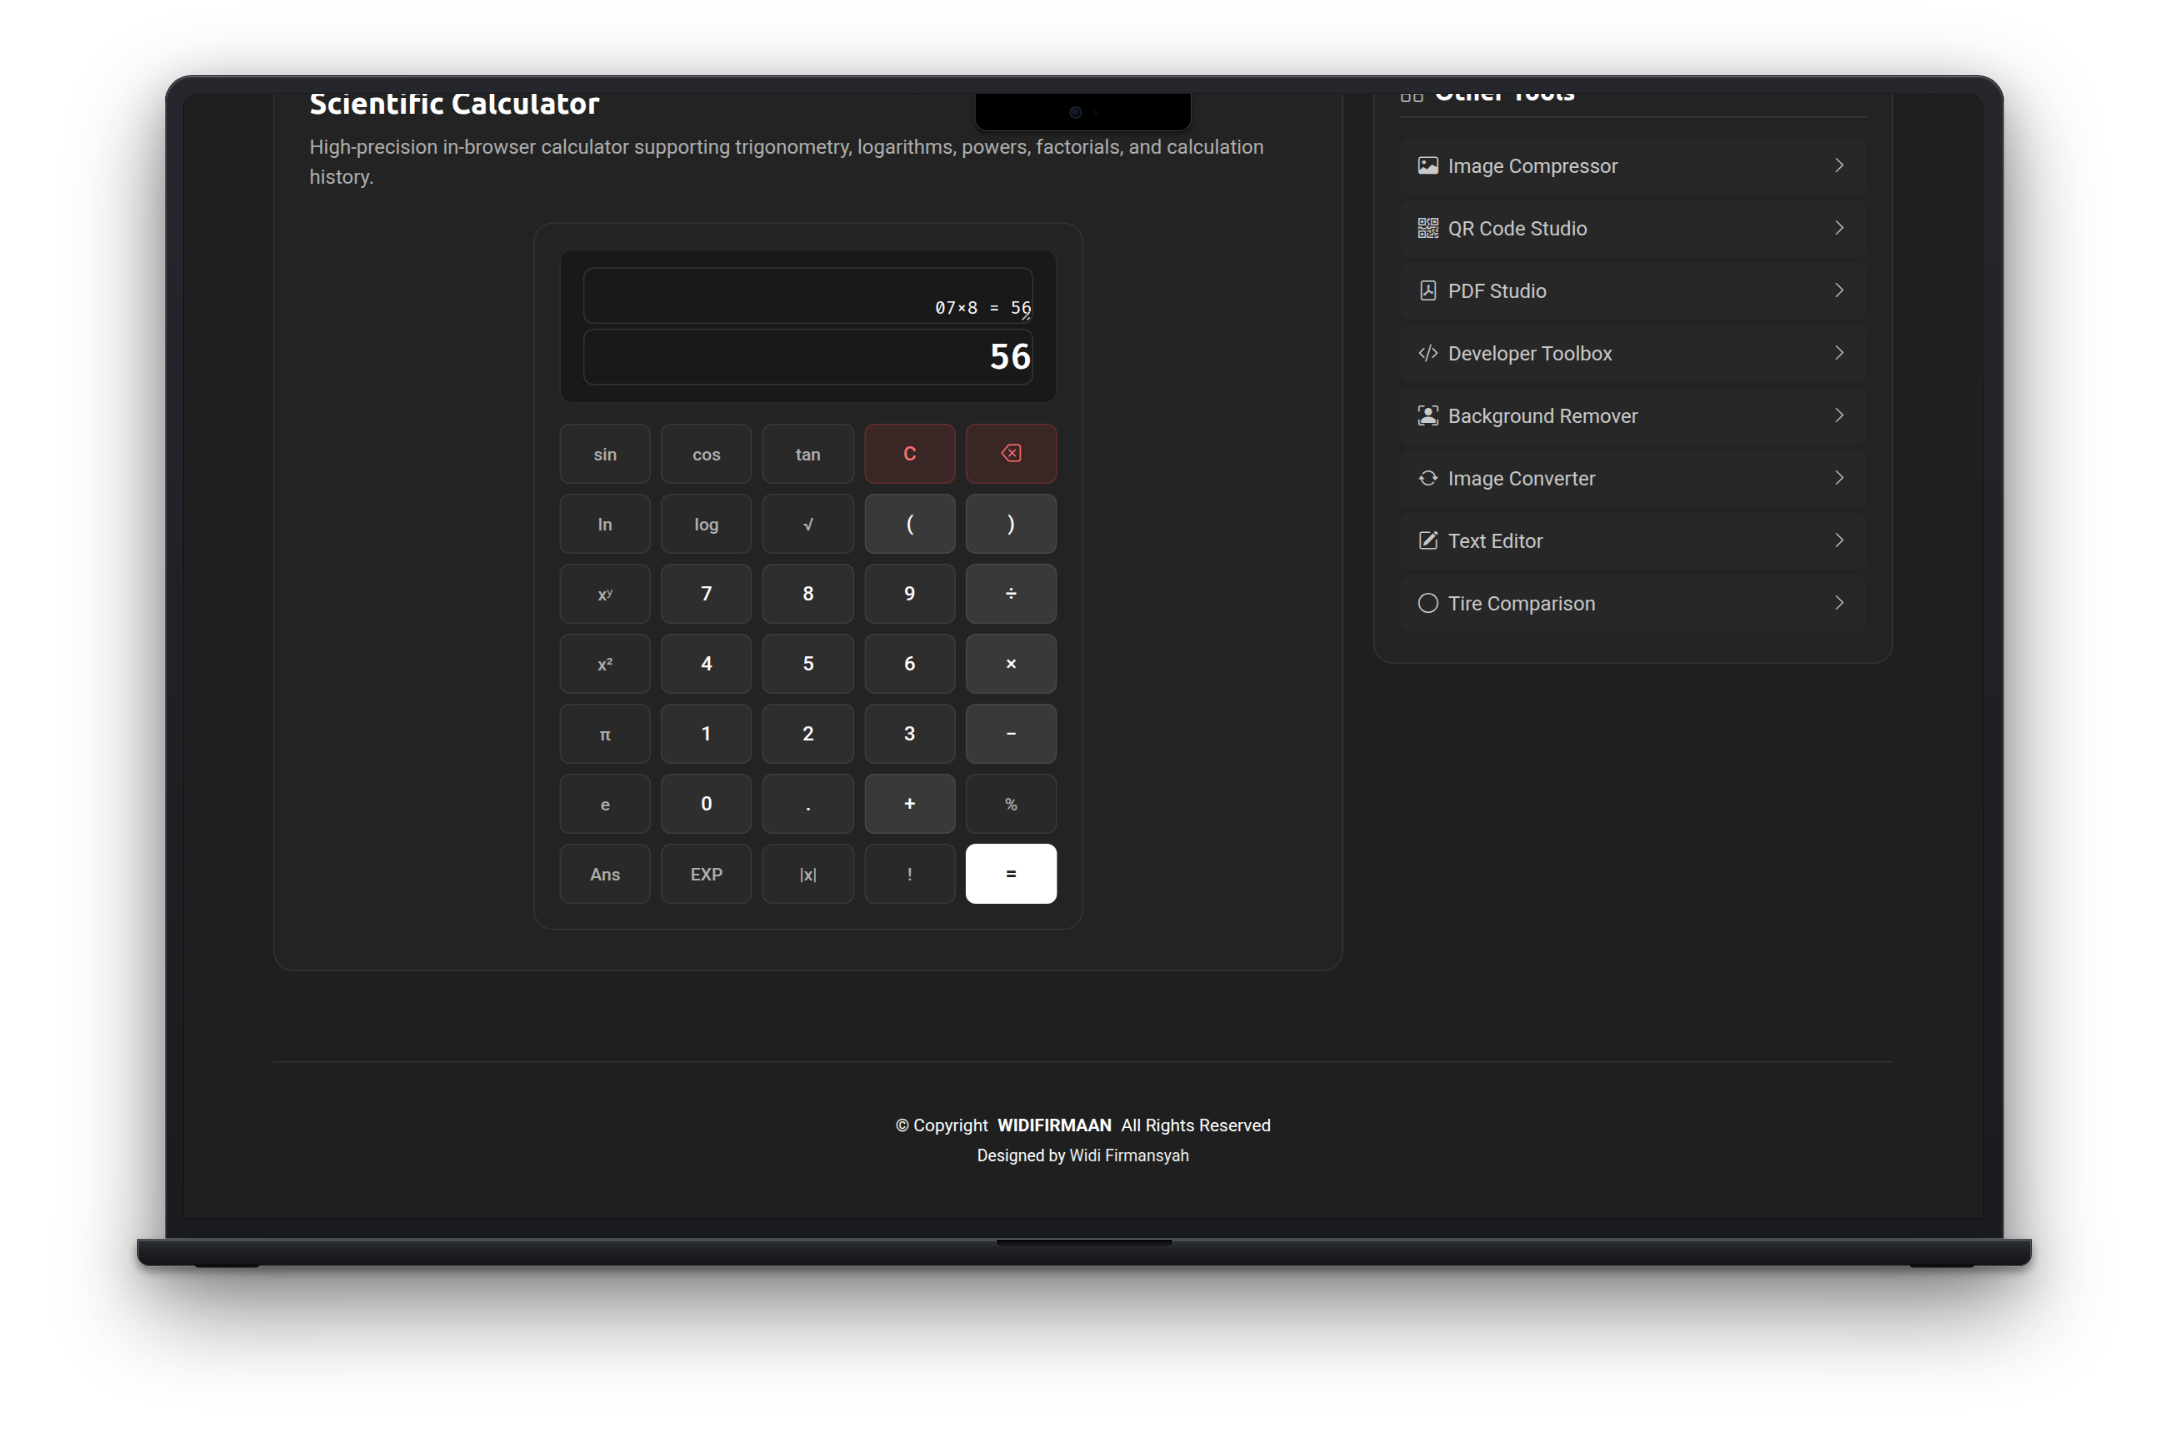 Scientific Calculator
High-precision in-browser calculator supporting trigonometry, logarithms, powers, factorials, and calculation
history.
07×8 = 56
56
sin cos tan C
ln log √ ( )
xʸ 7 8 9 ÷
x² 4 5 6 ×
π 1 2 3 −
e 0 . + %
Ans EXP |x| ! =
Other Tools
Image Compressor
QR Code Studio
PDF Studio
Developer Toolbox
Background Remover
Image Converter
Text Editor
Tire Comparison
© Copyright WIDIFIRMAAN All Rights Reserved
Designed by Widi Firmansyah